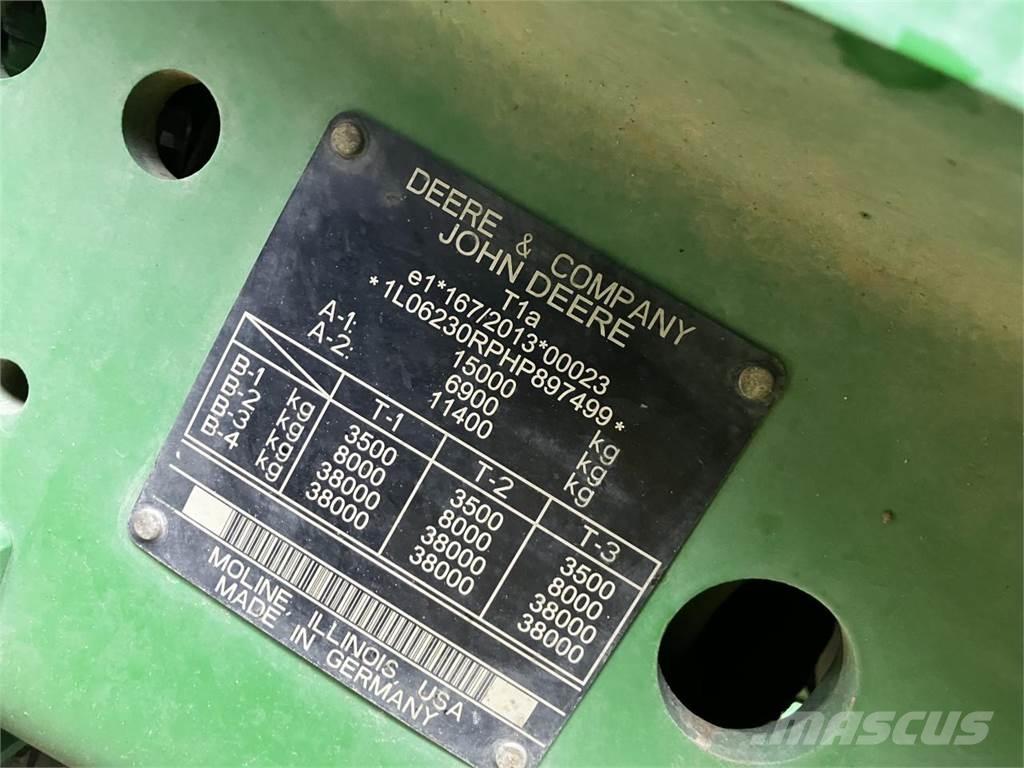 DEERE & COMPANY
JOHN DEERE
T1a
e1*167/2013*00023
*1L06230RPHP897499*
15000 kg
A-1: 6900 kg
A-2: 11400 kg
T-1 T-2 T-3
B-1 kg 3500 3500 3500
B-2 kg 8000 8000 8000
B-3 kg 38000 38000 38000
B-4 kg 38000 38000 38000
MOLINE, ILLINOIS, USA
MADE IN GERMANY
MASCUS